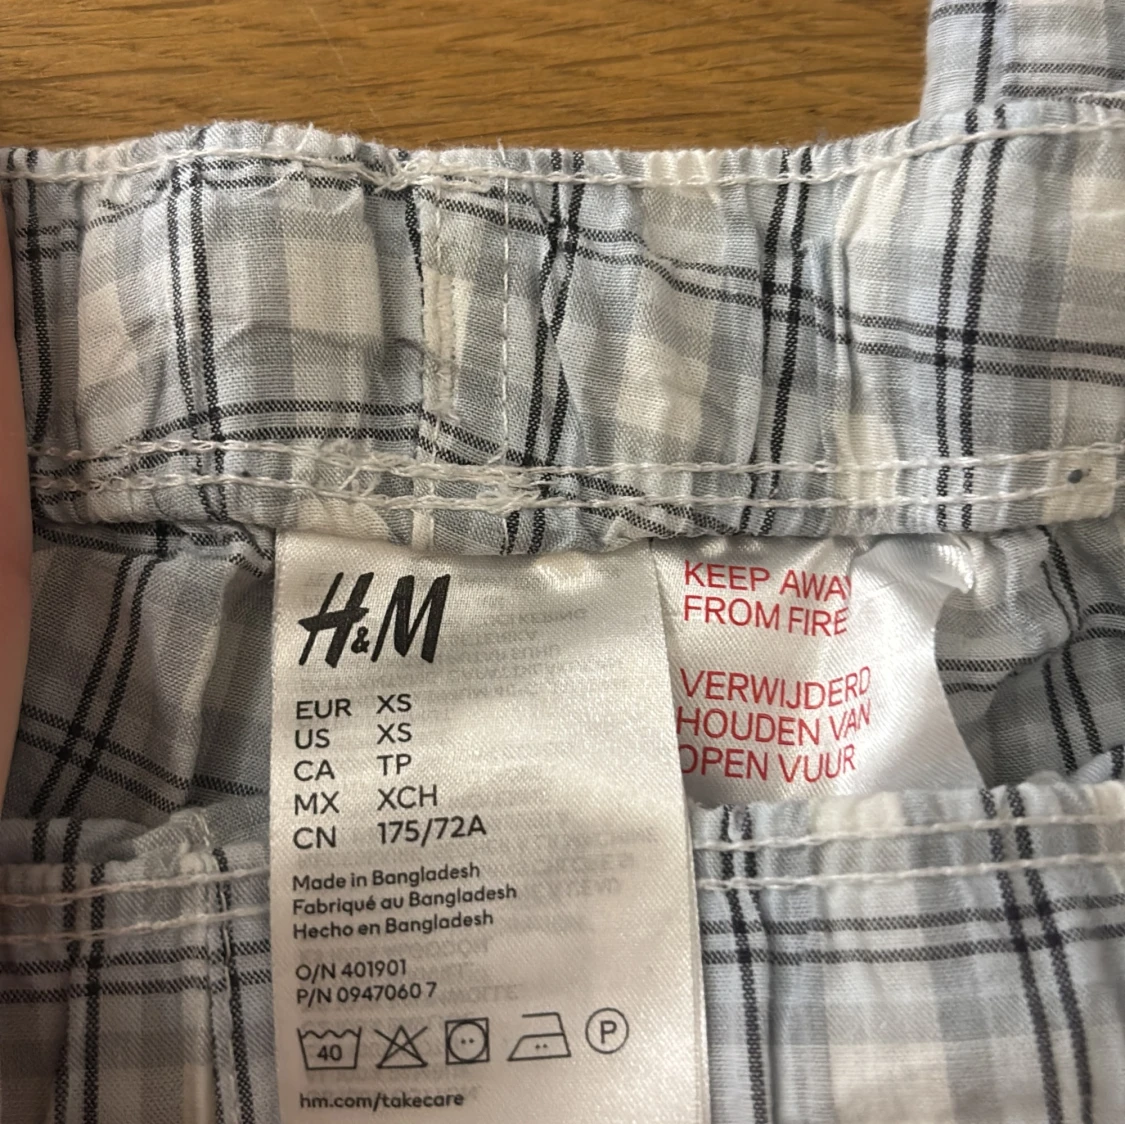 H&M
EUR XS
US XS
CA TP
MX XCH
CN 175/72A
Made in Bangladesh
Fabriqué au Bangladesh
Hecho en Bangladesh
O/N 401901
P/N 0947060 7
40
P
hm.com/takecare
KEEP AWAY
FROM FIRE
VERWIJDERD
HOUDEN VAN
OPEN VUUR